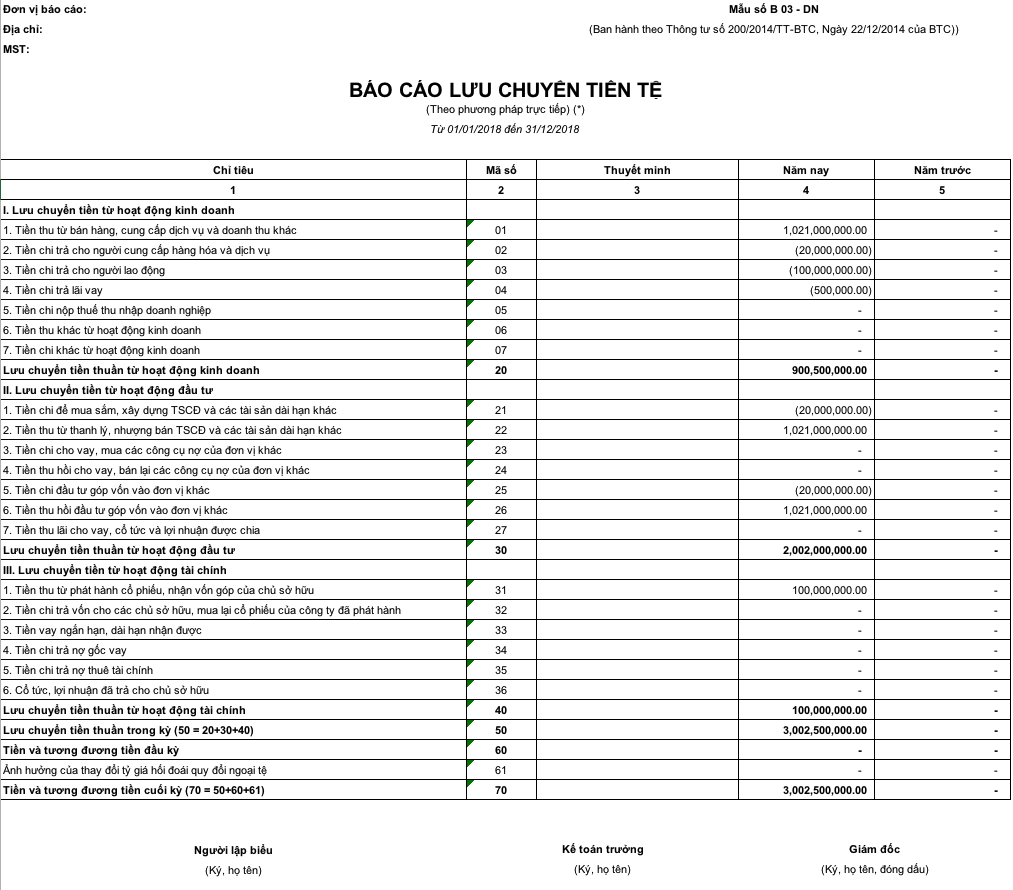 Đơn vị báo cáo:
Mẫu số B 03 - DN
Địa chỉ:
(Ban hành theo Thông tư số 200/2014/TT-BTC, Ngày 22/12/2014 của BTC))
MST:
BÁO CÁO LƯU CHUYỂN TIỀN TỆ
(Theo phương pháp trực tiếp) (*)
Từ 01/01/2018 đến 31/12/2018
Chỉ tiêu Mã số Thuyết minh Năm nay Năm trước
1 2 3 4 5
I. Lưu chuyển tiền từ hoạt động kinh doanh
1. Tiền thu từ bán hàng, cung cấp dịch vụ và doanh thu khác 01 1,021,000,000.00 -
2. Tiền chi trả cho người cung cấp hàng hóa và dịch vụ 02 (20,000,000.00) -
3. Tiền chi trả cho người lao động 03 (100,000,000.00) -
4. Tiền chi trả lãi vay 04 (500,000.00) -
5. Tiền chi nộp thuế thu nhập doanh nghiệp 05 - -
6. Tiền thu khác từ hoạt động kinh doanh 06 - -
7. Tiền chi khác từ hoạt động kinh doanh 07 - -
Lưu chuyển tiền thuần từ hoạt động kinh doanh 20 900,500,000.00 -
II. Lưu chuyển tiền từ hoạt động đầu tư
1. Tiền chi để mua sắm, xây dựng TSCĐ và các tài sản dài hạn khác 21 (20,000,000.00) -
2. Tiền thu từ thanh lý, nhượng bán TSCĐ và các tài sản dài hạn khác 22 1,021,000,000.00 -
3. Tiền chi cho vay, mua các công cụ nợ của đơn vị khác 23 - -
4. Tiền thu hồi cho vay, bán lại các công cụ nợ của đơn vị khác 24 - -
5. Tiền chi đầu tư góp vốn vào đơn vị khác 25 (20,000,000.00) -
6. Tiền thu hồi đầu tư góp vốn vào đơn vị khác 26 1,021,000,000.00 -
7. Tiền thu lãi cho vay, cổ tức và lợi nhuận được chia 27 - -
Lưu chuyển tiền thuần từ hoạt động đầu tư 30 2,002,000,000.00 -
III. Lưu chuyển tiền từ hoạt động tài chính
1. Tiền thu từ phát hành cổ phiếu, nhận vốn góp của chủ sở hữu 31 100,000,000.00 -
2. Tiền chi trả vốn cho các chủ sở hữu, mua lại cổ phiếu của công ty đã phát hành 32 - -
3. Tiền vay ngắn hạn, dài hạn nhận được 33 - -
4. Tiền chi trả nợ gốc vay 34 - -
5. Tiền chi trả nợ thuê tài chính 35 - -
6. Cổ tức, lợi nhuận đã trả cho chủ sở hữu 36 - -
Lưu chuyển tiền thuần từ hoạt động tài chính 40 100,000,000.00 -
Lưu chuyển tiền thuần trong kỳ (50 = 20+30+40) 50 3,002,500,000.00 -
Tiền và tương đương tiền đầu kỳ 60 - -
Ảnh hưởng của thay đổi tỷ giá hối đoái quy đổi ngoại tệ 61 - -
Tiền và tương đương tiền cuối kỳ (70 = 50+60+61) 70 3,002,500,000.00 -
Người lập biểu Kế toán trưởng Giám đốc
(Ký, họ tên) (Ký, họ tên) (Ký, họ tên, đóng dấu)